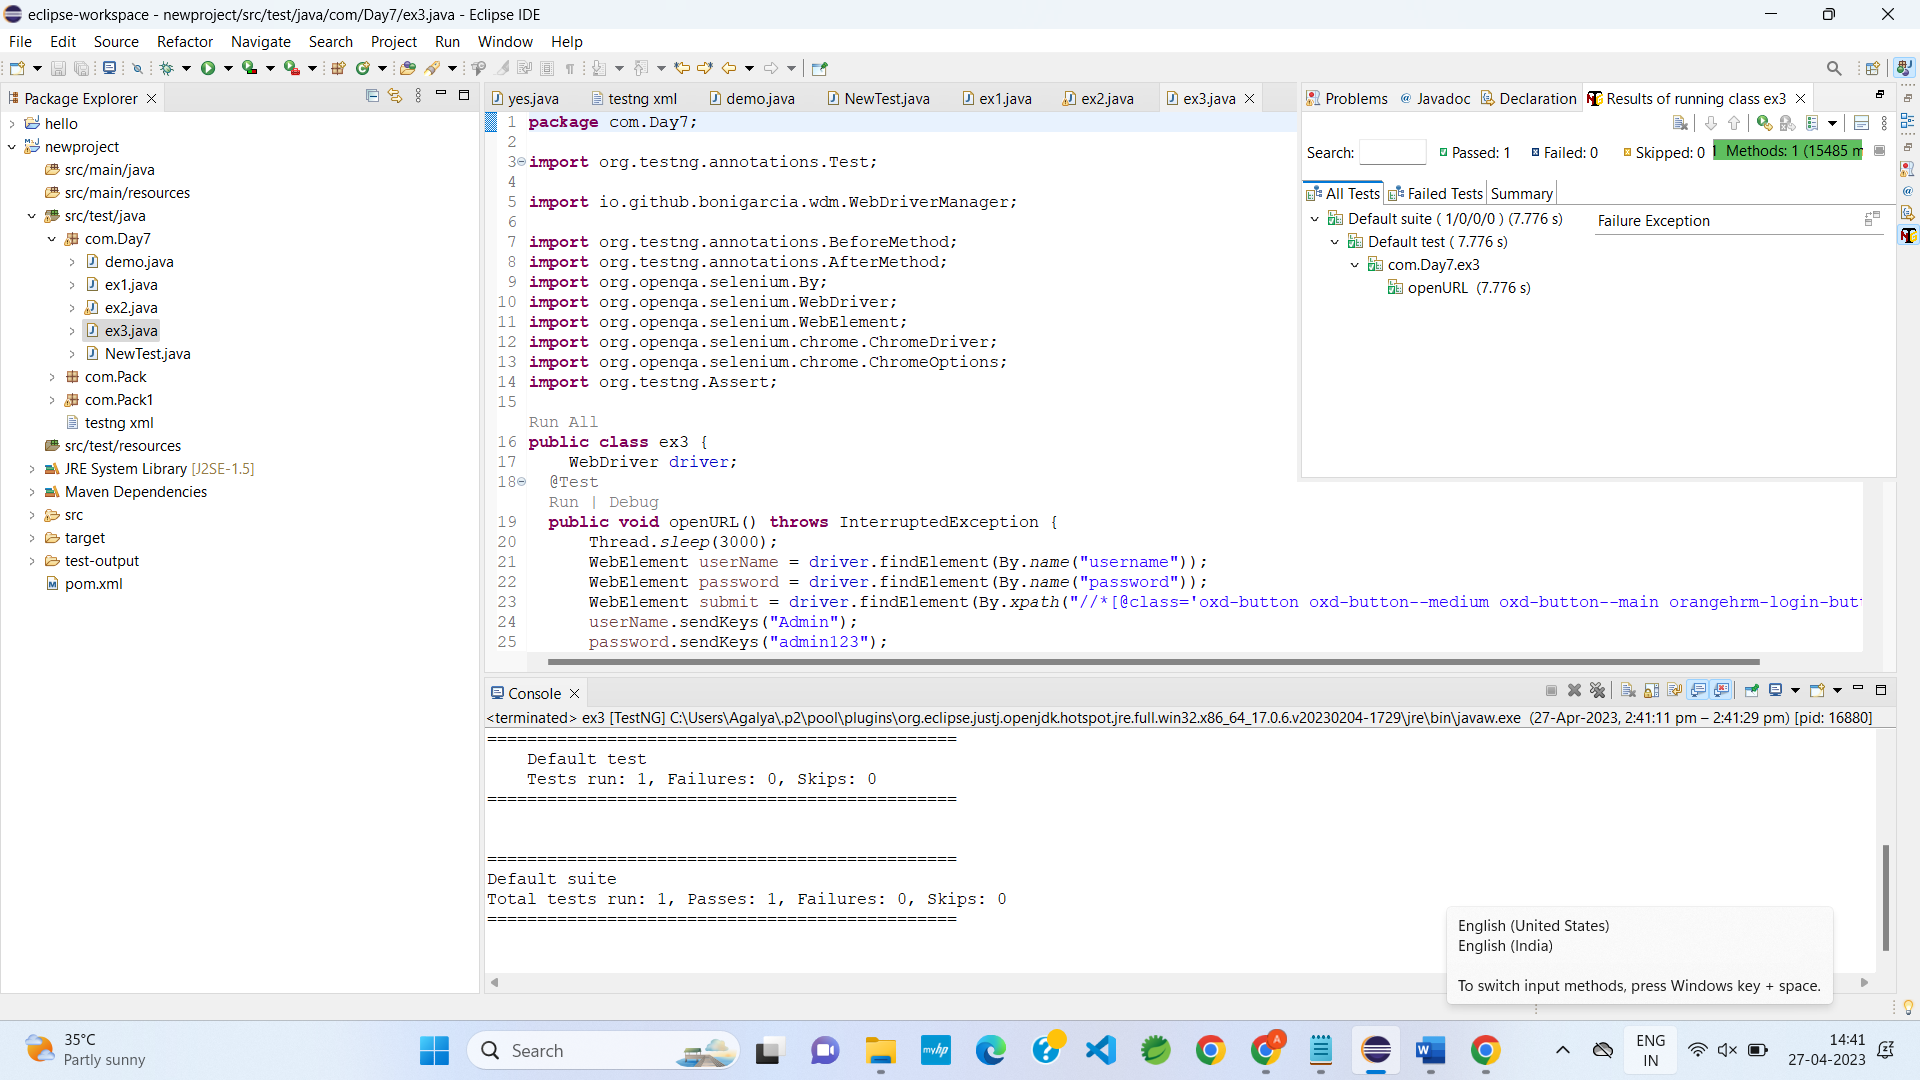 eclipse-workspace - newproject/src/test/java/com/Day7/ex3.java - Eclipse IDE
File Edit Source Refactor Navigate Search Project Run Window Help
Package Explorer
hello
newproject
src/main/java
src/main/resources
src/test/java
com.Day7
demo.java
ex1.java
ex2.java
ex3.java
NewTest.java
com.Pack
com.Pack1
testng xml
src/test/resources
JRE System Library [J2SE-1.5]
Maven Dependencies
src
target
test-output
pom.xml
yes.java testng xml demo.java NewTest.java ex1.java ex2.java ex3.java
1 package com.Day7;
2
3 import org.testng.annotations.Test;
4
5 import io.github.bonigarcia.wdm.WebDriverManager;
6
7 import org.testng.annotations.BeforeMethod;
8 import org.testng.annotations.AfterMethod;
9 import org.openqa.selenium.By;
10 import org.openqa.selenium.WebDriver;
11 import org.openqa.selenium.WebElement;
12 import org.openqa.selenium.chrome.ChromeDriver;
13 import org.openqa.selenium.chrome.ChromeOptions;
14 import org.testng.Assert;
15
Run All
16 public class ex3 {
17 WebDriver driver;
18 @Test
Run | Debug
19 public void openURL() throws InterruptedException {
20 Thread.sleep(3000);
21 WebElement userName = driver.findElement(By.name("username"));
22 WebElement password = driver.findElement(By.name("password"));
23 WebElement submit = driver.findElement(By.xpath("//*[@class='oxd-button oxd-button--medium oxd-button--main orangehrm-login-but
24 userName.sendKeys("Admin");
25 password.sendKeys("admin123");
Problems @ Javadoc Declaration Results of running class ex3
Search: Passed: 1 Failed: 0 Skipped: 0 Methods: 1 (15485 m
All Tests Failed Tests Summary
Default suite ( 1/0/0/0 ) (7.776 s)
Default test ( 7.776 s)
com.Day7.ex3
openURL (7.776 s)
Failure Exception
Console
<terminated> ex3 [TestNG] C:\Users\Agalya\.p2\pool\plugins\org.eclipse.justj.openjdk.hotspot.jre.full.win32.x86_64_17.0.6.v20230204-1729\jre\bin\javaw.exe (27-Apr-2023, 2:41:11 pm – 2:41:29 pm) [pid: 16880]
===============================================
Default test
Tests run: 1, Failures: 0, Skips: 0
===============================================
===============================================
Default suite
Total tests run: 1, Passes: 1, Failures: 0, Skips: 0
===============================================
English (United States)
English (India)
To switch input methods, press Windows key + space.
35°C
Partly sunny
Search
myhp
A
ENG
IN
14:41
27-04-2023